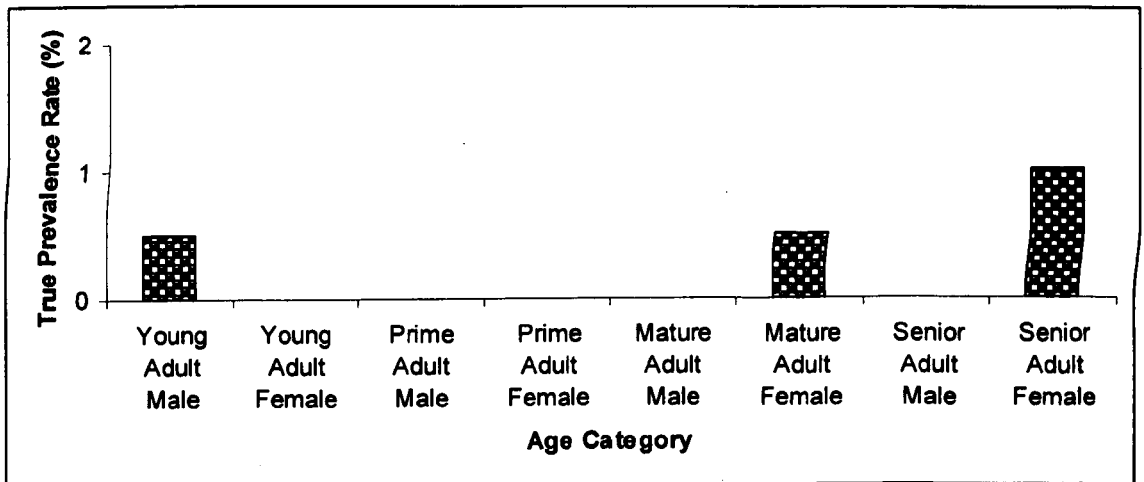 True Prevalence Rate (%)
2
1
0
Young Adult Male
Young Adult Female
Prime Adult Male
Prime Adult Female
Mature Adult Male
Mature Adult Female
Senior Adult Male
Senior Adult Female
Age Category